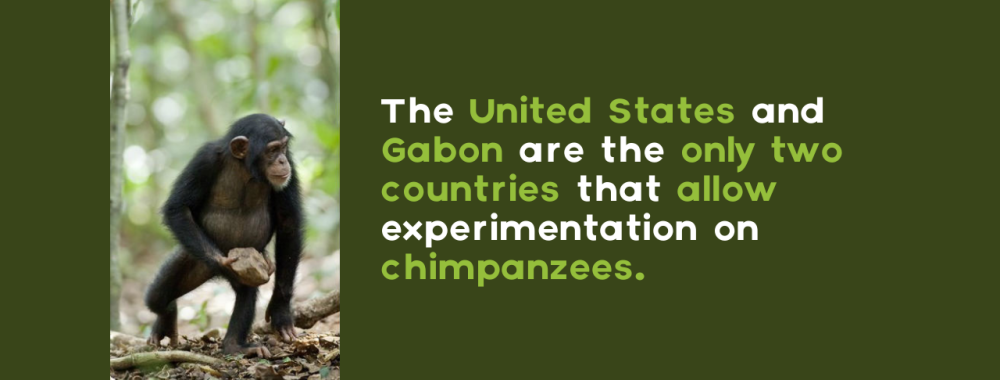 The United States and
Gabon are the only two
countries that allow
experimentation on
chimpanzees.